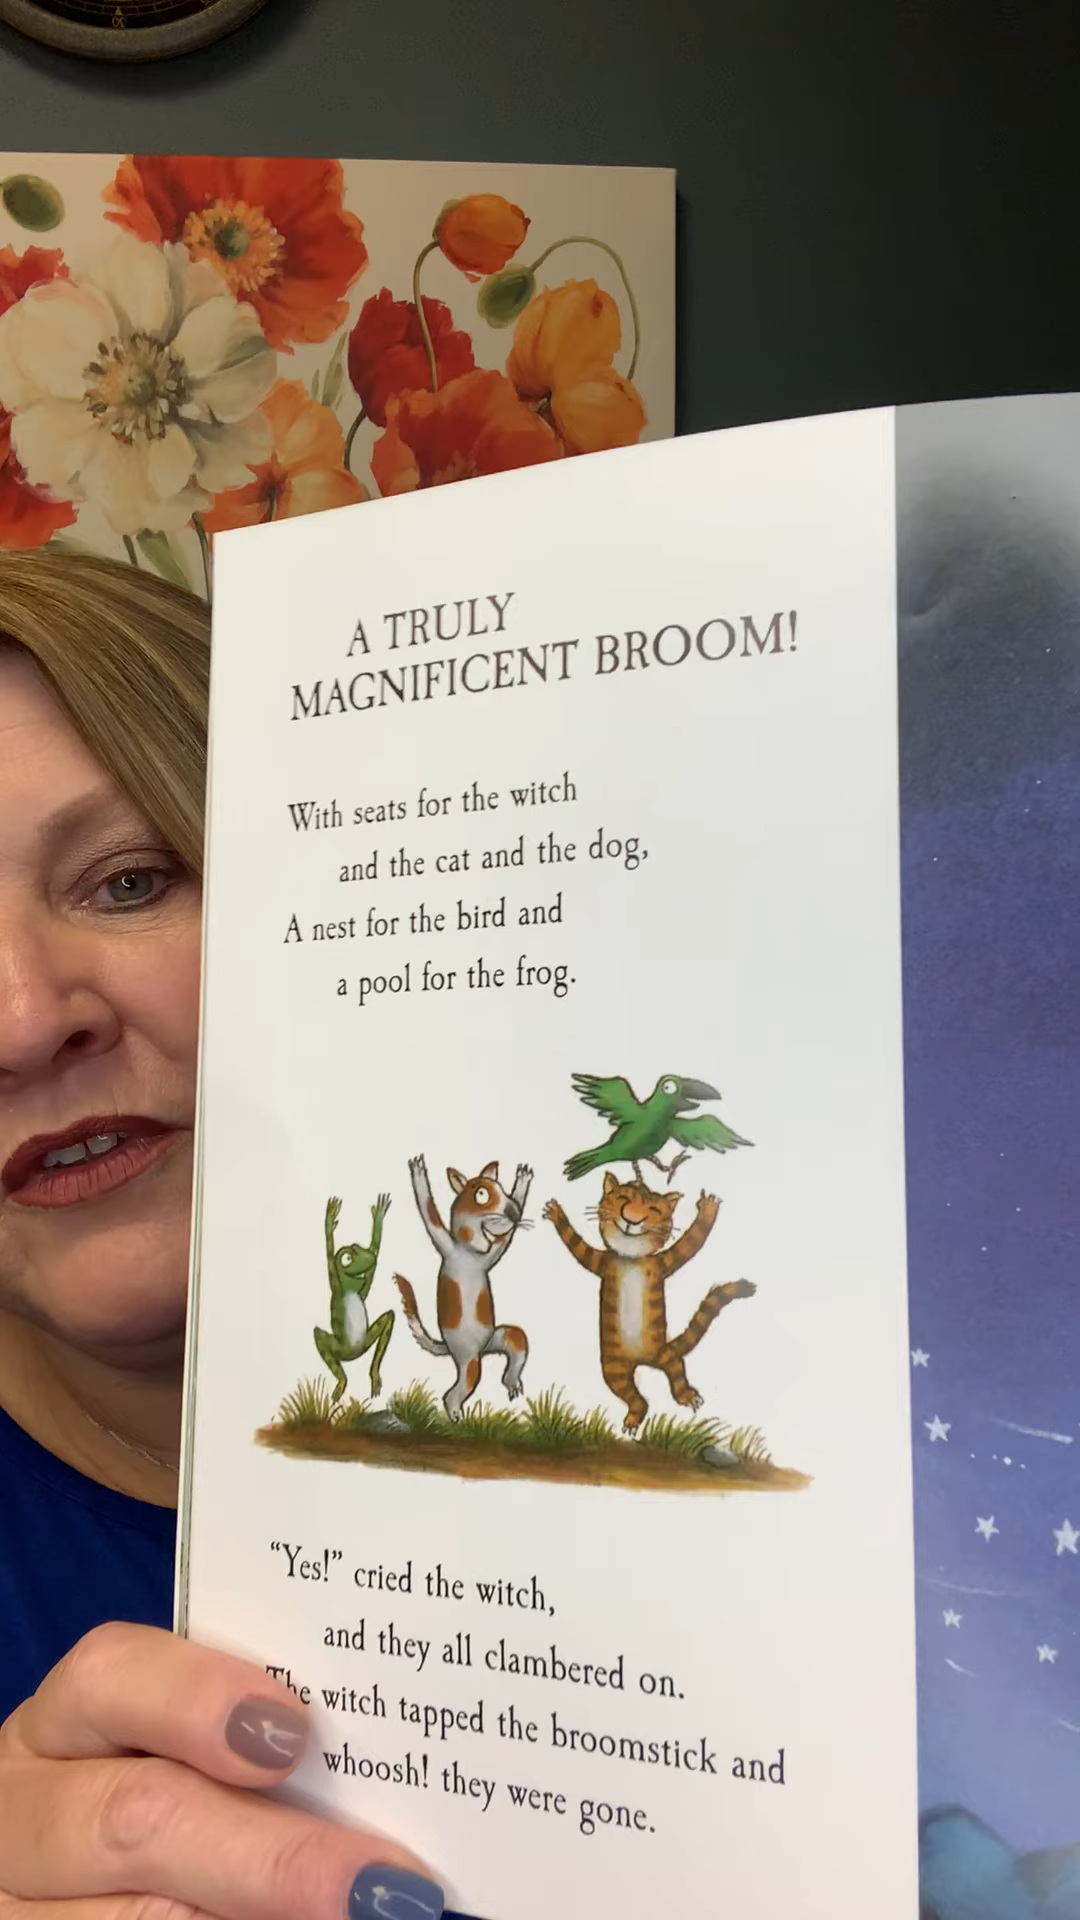 A TRULY
MAGNIFICENT BROOM!
With seats for the witch
and the cat and the dog,
A nest for the bird and
a pool for the frog.
“Yes!” cried the witch,
and they all clambered on.
The witch tapped the broomstick and
whoosh! they were gone.